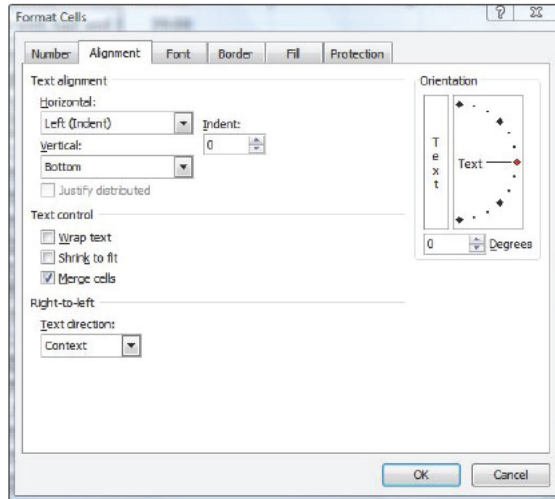 Format Cells
Number Alignment Font Border Fill Protection
Text alignment
Horizontal:
Left (Indent)
Indent:
0
Vertical:
Bottom
Justify distributed
Text control
Wrap text
Shrink to fit
Merge cells
Right-to-left
Text direction:
Context
Orientation
Text
Text
0 Degrees
OK Cancel